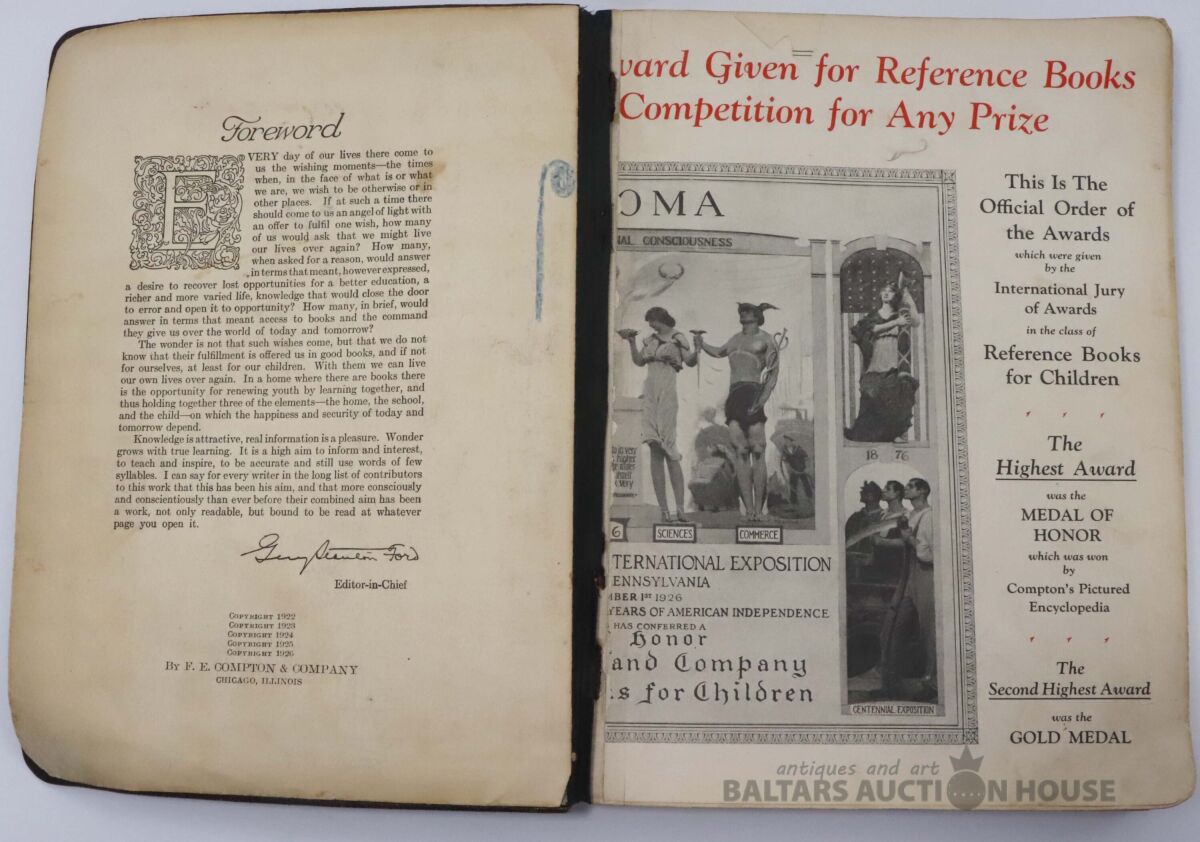 Foreword
EVERY day of our lives there come to
us the wishing moments—the times
when, in the face of what is or what
we are, we wish to be otherwise or in
other places. If at such a time there
should come to us an angel of light with
an offer to fulfil one wish, how many
of us would ask that we might live
our lives over again? How many,
when asked for a reason, would answer
in terms that meant, however expressed,
a desire to recover lost opportunities for a better education, a
richer and more varied life, knowledge that would close the door
to error and open it to opportunity? How many, in brief, would
answer in terms that meant access to books and the command
they give us over the world of today and tomorrow?
The wonder is not that such wishes come, but that we do not
know that their fulfillment is offered us in good books, and if not
for ourselves, at least for our children. With them we can live
our own lives over again. In a home where there are books there
is the opportunity for renewing youth by learning together, and
thus holding together three of the elements—the home, the school,
and the child—on which the happiness and security of today and
tomorrow depend.
Knowledge is attractive, real information is a pleasure. Wonder
grows with true learning. It is a high aim to inform and interest,
to teach and inspire, to be accurate and still use words of few
syllables. I can say for every writer in the long list of contributors
to this work that this has been his aim, and that more consciously
and conscientiously than ever before their combined aim has been
a work, not only readable, but bound to be read at whatever
page you open it.
Guy Stanton Ford
Editor-in-Chief
COPYRIGHT 1922
COPYRIGHT 1923
COPYRIGHT 1924
COPYRIGHT 1925
COPYRIGHT 1926
BY F. E. COMPTON & COMPANY
CHICAGO, ILLINOIS
ward Given for Reference Books
Competition for Any Prize
OMA
NAL CONSCIOUSNESS
1876
6 SCIENCES COMMERCE
TERNATIONAL EXPOSITION
ENNSYLVANIA
MBER 1st 1926
YEARS OF AMERICAN INDEPENDENCE
HAS CONFERRED A
Honor
and Company
s for Children
CENTENNIAL EXPOSITION
This Is The
Official Order of
the Awards
which were given
by the
International Jury
of Awards
in the class of
Reference Books
for Children
The
Highest Award
was the
MEDAL OF
HONOR
which was won
by
Compton's Pictured
Encyclopedia
The
Second Highest Award
was the
GOLD MEDAL
antiques and art
BALTARS AUCTION HOUSE